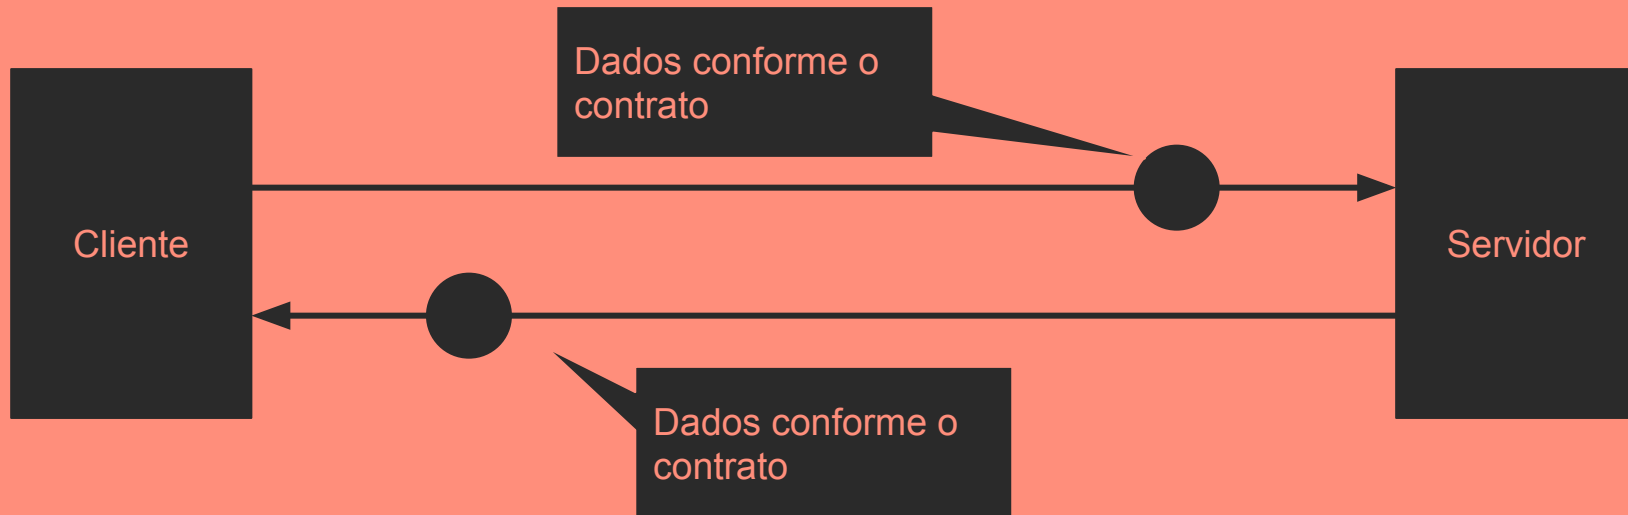 Dados conforme o
contrato
Cliente
Servidor
Dados conforme o
contrato